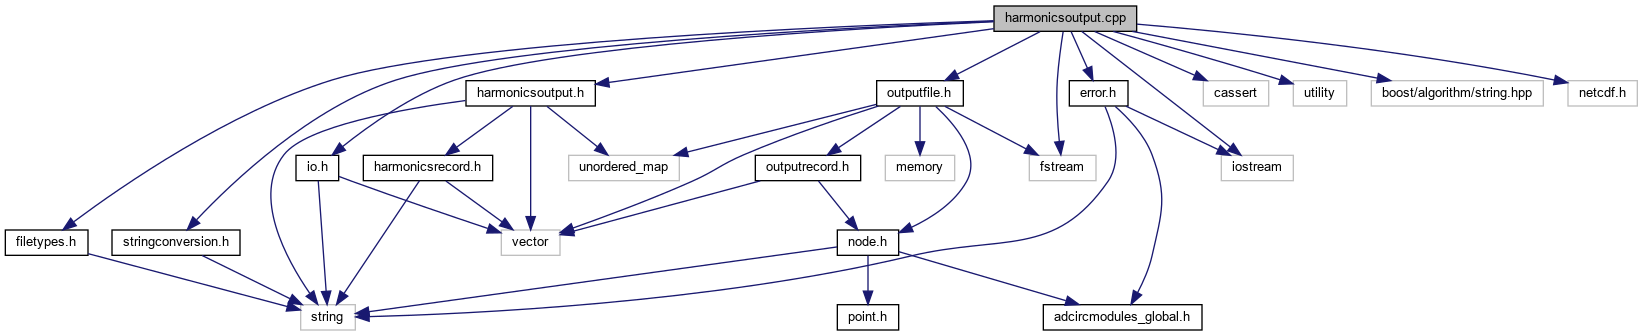 harmonicsoutput.cpp
harmonicsoutput.h
outputfile.h
error.h
cassert
utility
boost/algorithm/string.hpp
netcdf.h
io.h
harmonicsrecord.h
unordered_map
outputrecord.h
memory
fstream
iostream
filetypes.h
stringconversion.h
vector
node.h
string
point.h
adcircmodules_global.h